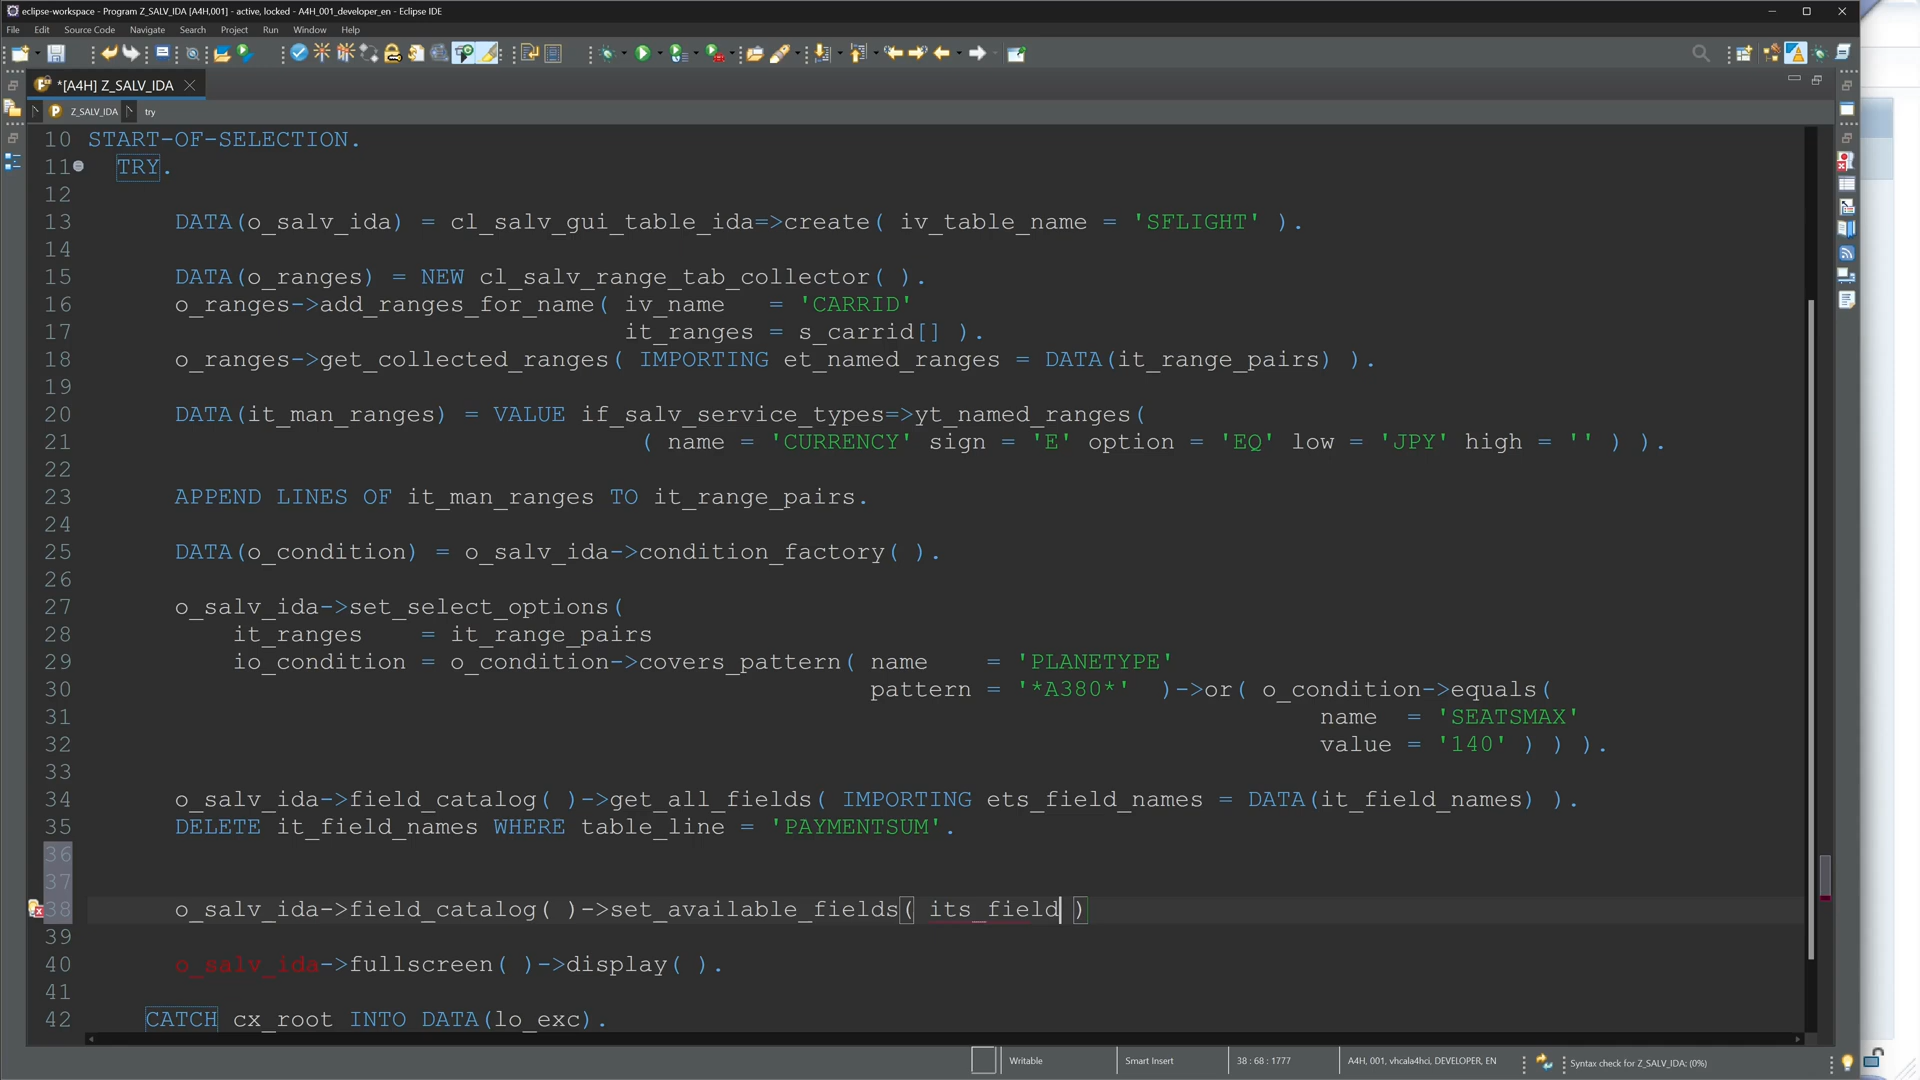 eclipse-workspace - Program Z_SALV_IDA [A4H,001] - active, locked - A4H_001_developer_en - Eclipse IDE
File Edit Source Code Navigate Search Project Run Window Help
*[A4H] Z_SALV_IDA
Z_SALV_IDA try
10 START-OF-SELECTION.
11 TRY.
12
13 DATA(o_salv_ida) = cl_salv_gui_table_ida=>create( iv_table_name = 'SFLIGHT' ).
14
15 DATA(o_ranges) = NEW cl_salv_range_tab_collector( ).
16 o_ranges->add_ranges_for_name( iv_name = 'CARRID'
17 it_ranges = s_carrid[] ).
18 o_ranges->get_collected_ranges( IMPORTING et_named_ranges = DATA(it_range_pairs) ).
19
20 DATA(it_man_ranges) = VALUE if_salv_service_types=>yt_named_ranges(
21 ( name = 'CURRENCY' sign = 'E' option = 'EQ' low = 'JPY' high = '' ) ).
22
23 APPEND LINES OF it_man_ranges TO it_range_pairs.
24
25 DATA(o_condition) = o_salv_ida->condition_factory( ).
26
27 o_salv_ida->set_select_options(
28 it_ranges = it_range_pairs
29 io_condition = o_condition->covers_pattern( name = 'PLANETYPE'
30 pattern = '*A380*' )->or( o_condition->equals(
31 name = 'SEATSMAX'
32 value = '140' ) ) ).
33
34 o_salv_ida->field_catalog( )->get_all_fields( IMPORTING ets_field_names = DATA(it_field_names) ).
35 DELETE it_field_names WHERE table_line = 'PAYMENTSUM'.
36
37
38 o_salv_ida->field_catalog( )->set_available_fields( its_field )
39
40 o_salv_ida->fullscreen( )->display( ).
41
42 CATCH cx_root INTO DATA(lo_exc).
Writable Smart Insert 38 : 68 : 1777 A4H, 001, vhcala4hci, DEVELOPER, EN Syntax check for Z_SALV_IDA: (0%)